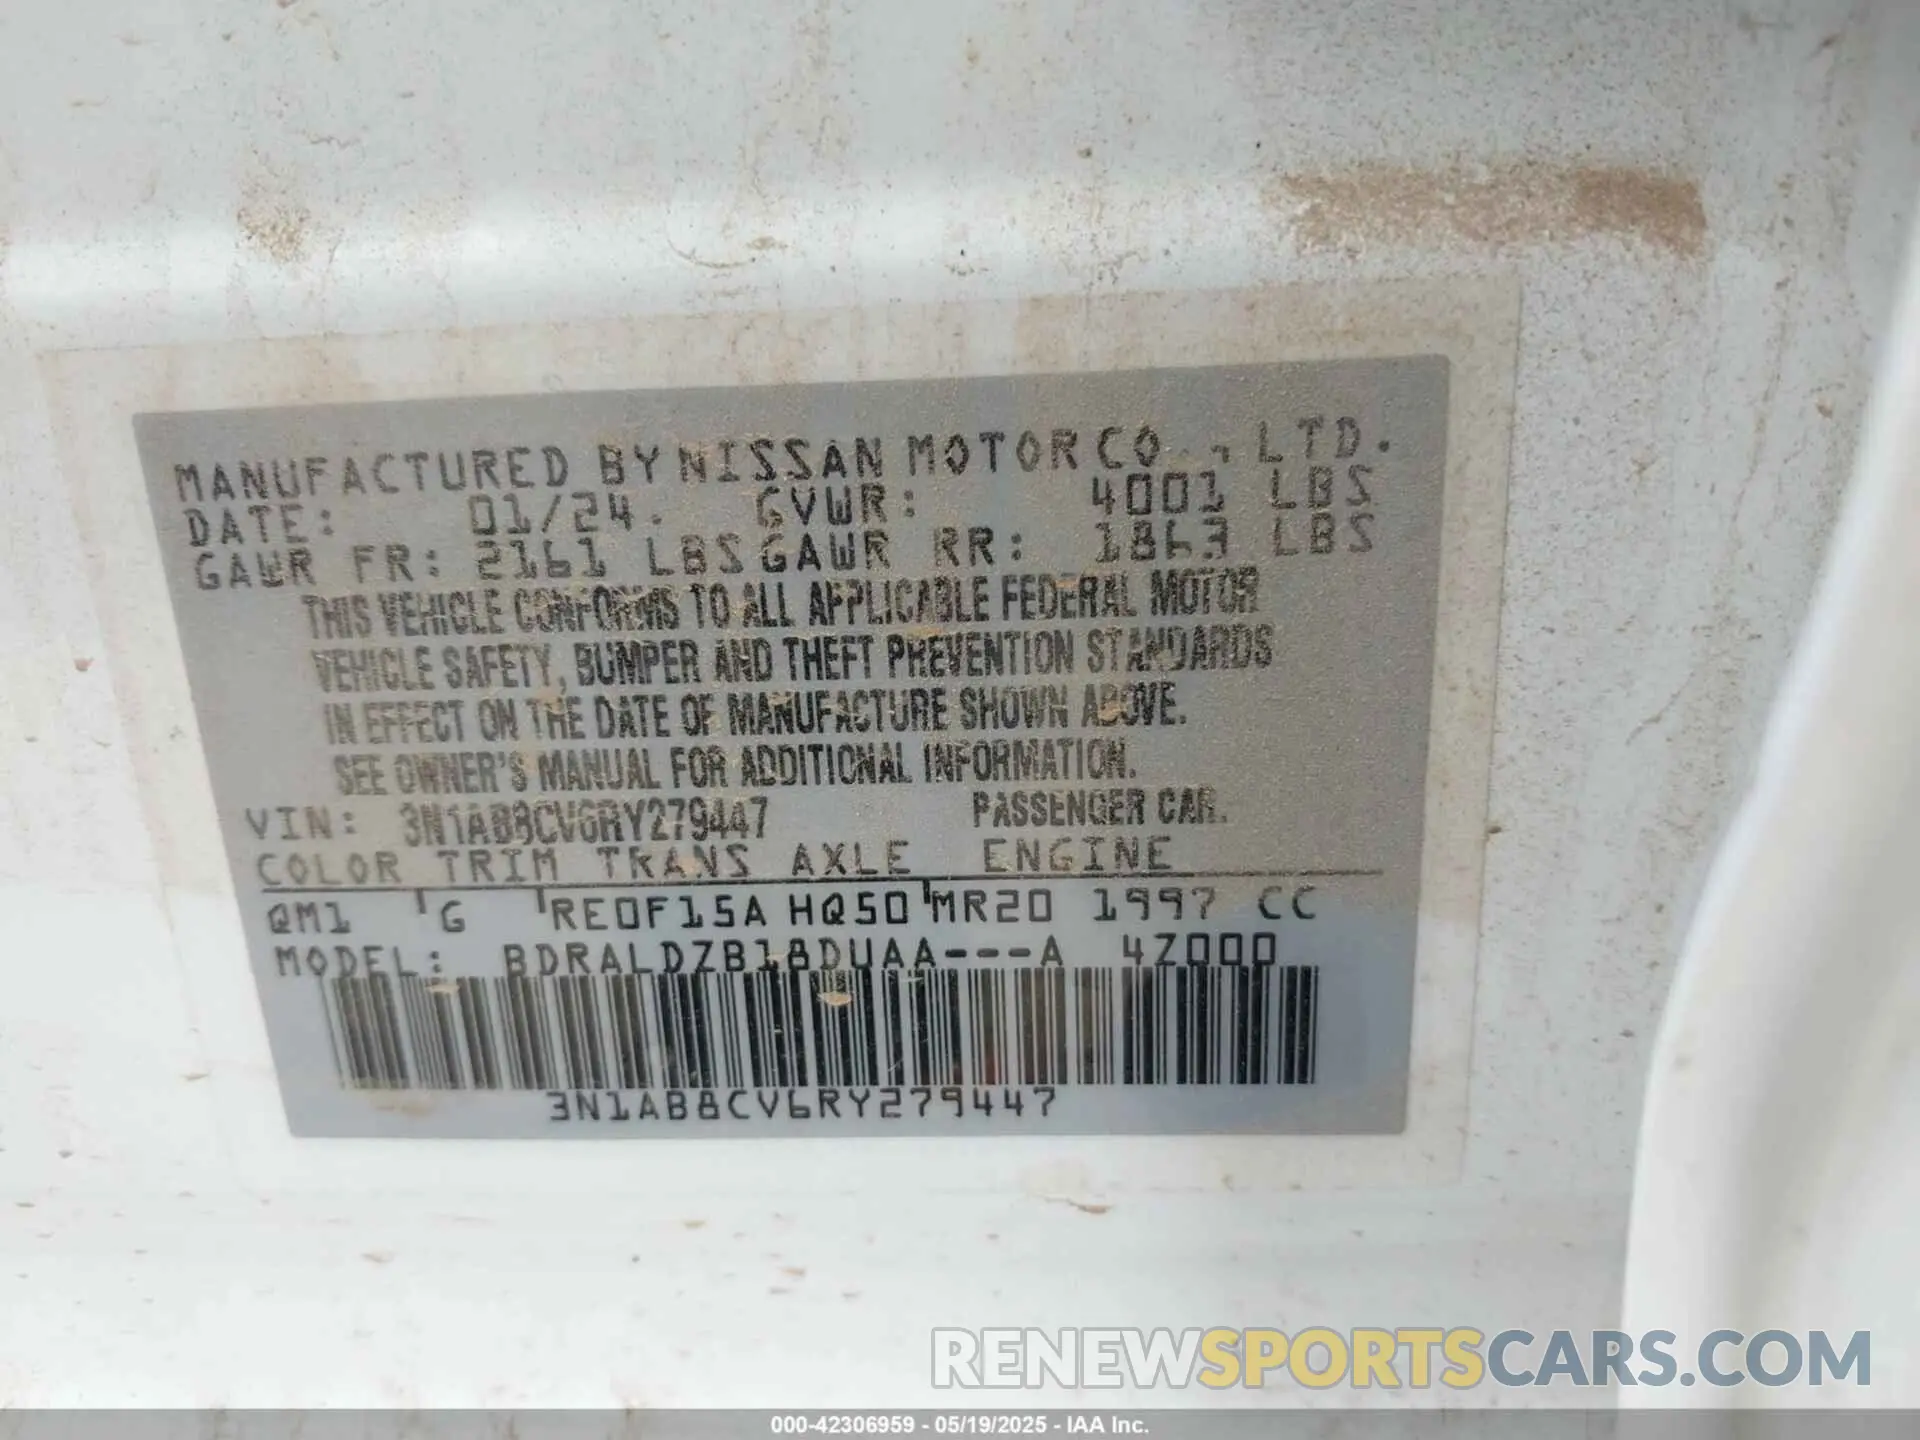 MANUFACTURED BY NISSAN MOTOR CO., LTD.
DATE: 01/24. GVWR: 4001 LBS
GAWR FR: 2161 LBS GAWR RR: 1863 LBS
THIS VEHICLE CONFORMS TO ALL APPLICABLE FEDERAL MOTOR
VEHICLE SAFETY, BUMPER AND THEFT PREVENTION STANDARDS
IN EFFECT ON THE DATE OF MANUFACTURE SHOWN ABOVE.
SEE OWNER'S MANUAL FOR ADDITIONAL INFORMATION.
VIN: 3N1AB8CV6RY279447 PASSENGER CAR.
COLOR TRIM TRANS AXLE ENGINE
QM1 G RE0F15A HQ50 MR20 1997 CC
MODEL: BDRALDZB18DUAA---A 4Z000
3N1AB8CV6RY279447
RENEWSPORTSCARS.COM
000-42306959 - 05/19/2025 - IAA Inc.